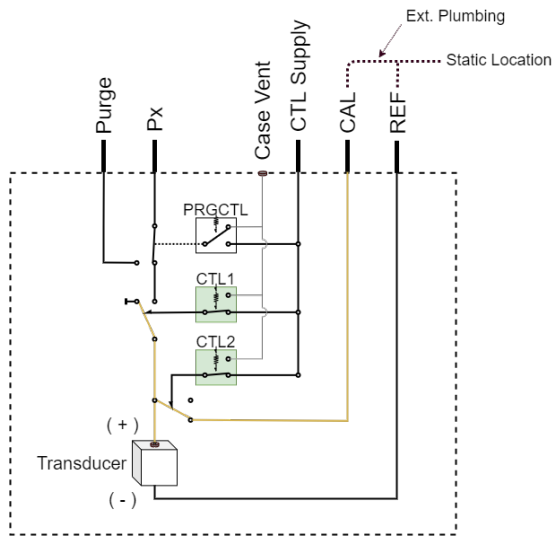 Ext. Plumbing
Static Location
Purge
Px
Case Vent
CTL Supply
CAL
REF
PRGCTL
CTL1
CTL2
( + )
Transducer
( - )